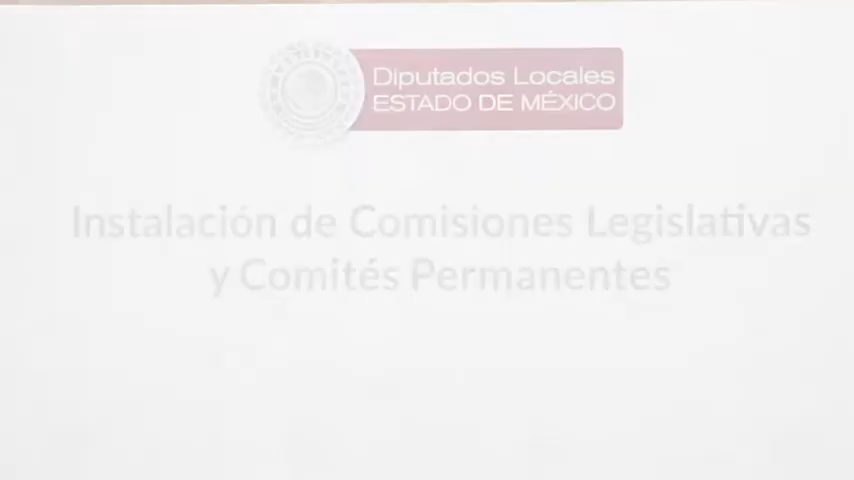 Diputados Locales
ESTADO DE MÉXICO
Instalación de Comisiones Legislativas
y Comités Permanentes